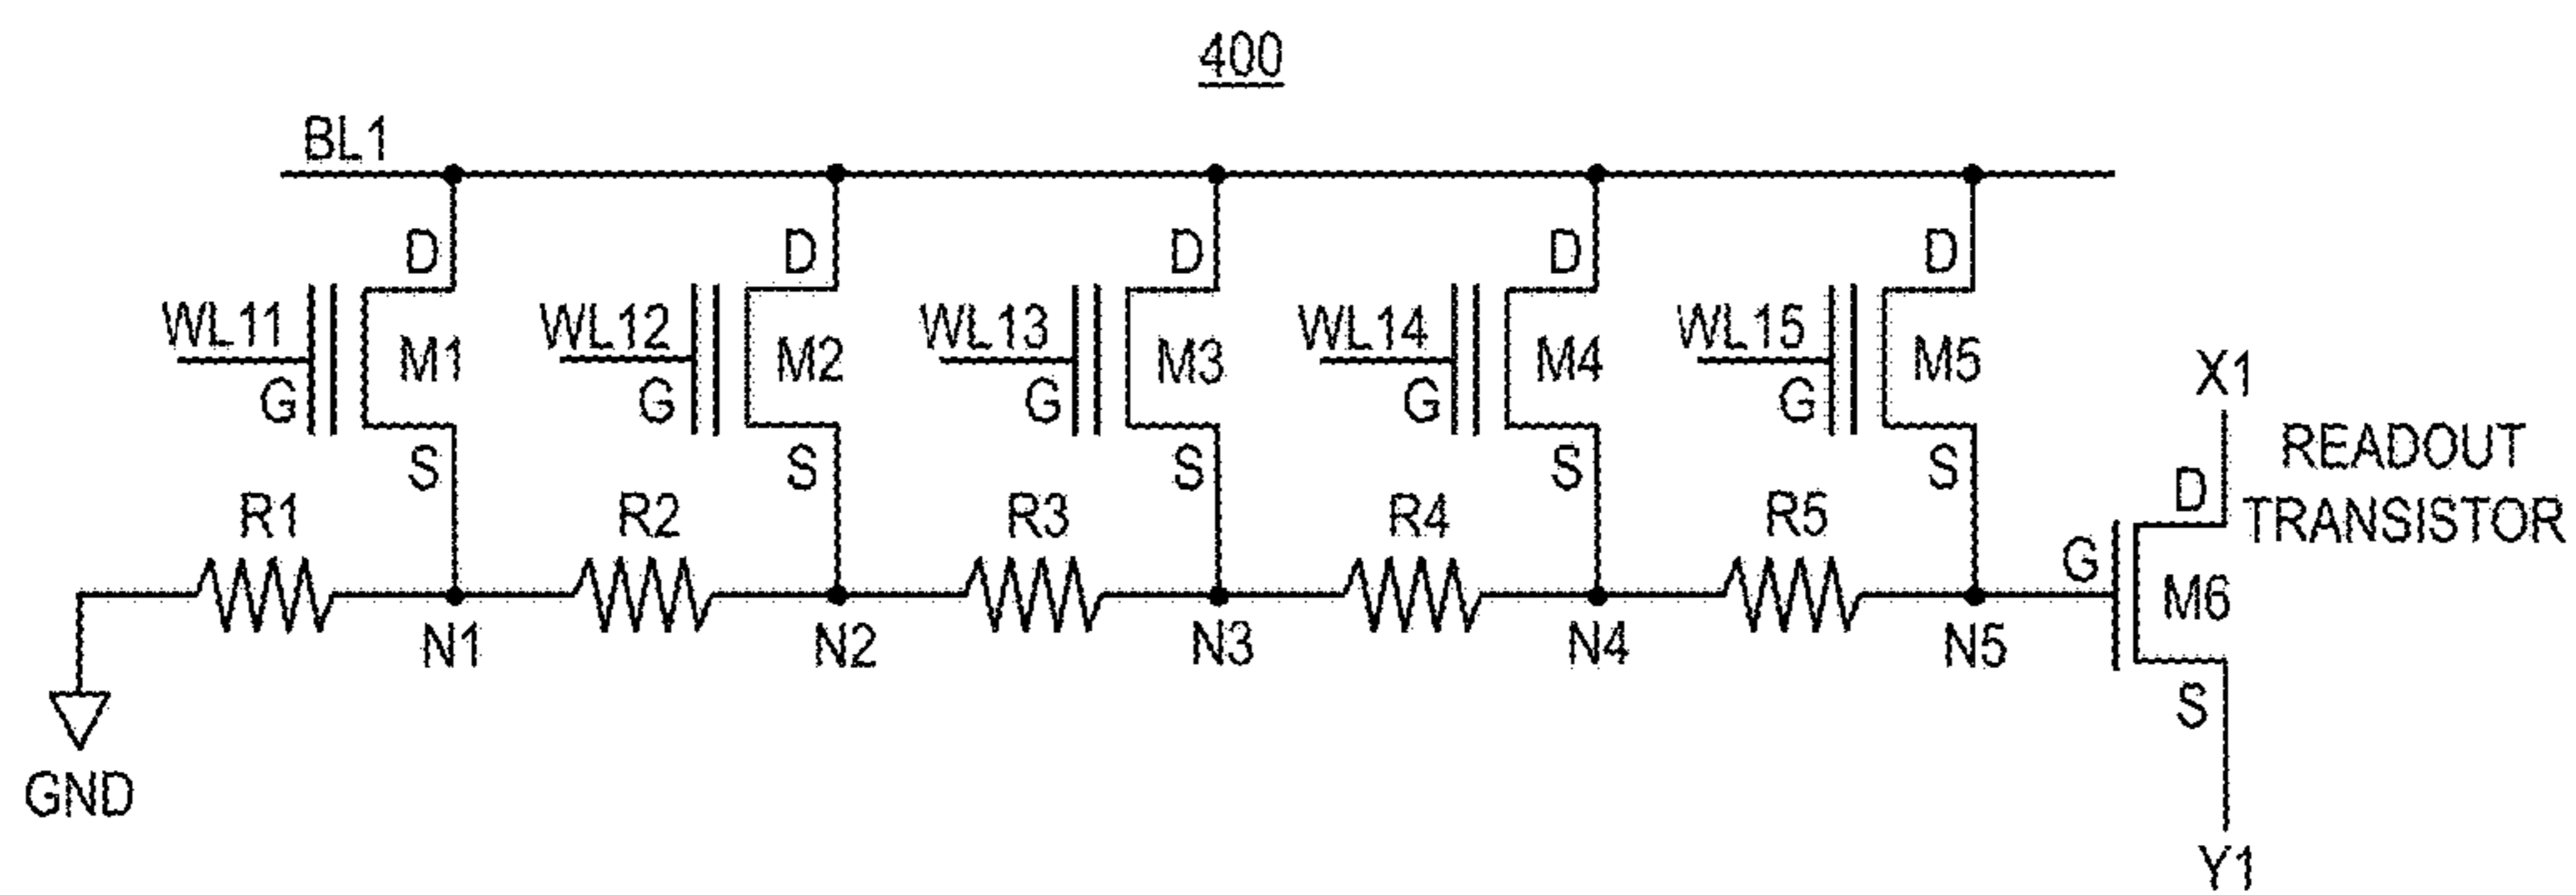 400
BL1
D D D D D
WL11 WL12 WL13 WL14 WL15
M1 M2 M3 M4 M5
G G G G G
X1
S S S S S
READOUT
TRANSISTOR
D
R1 R2 R3 R4 R5
G
M6
N1 N2 N3 N4 N5
S
GND
Y1